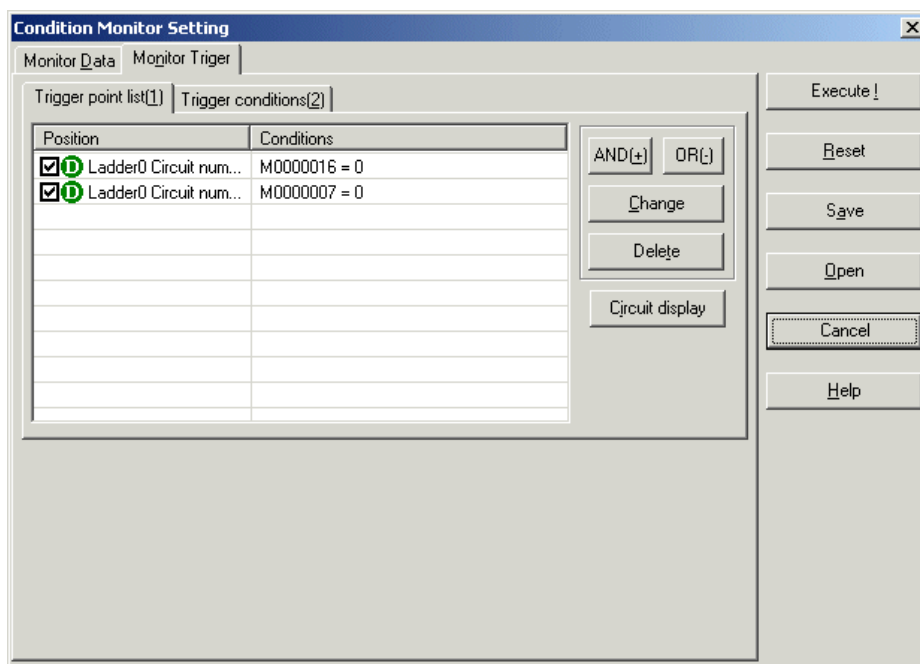 Condition Monitor Setting
Monitor Data Monitor Triger
Trigger point list(1) Trigger conditions(2)
Position Conditions
D Ladder0 Circuit num... M0000016 = 0
D Ladder0 Circuit num... M0000007 = 0
AND(+) OR(-)
Change
Delete
Circuit display
Execute !
Reset
Save
Open
Cancel
Help